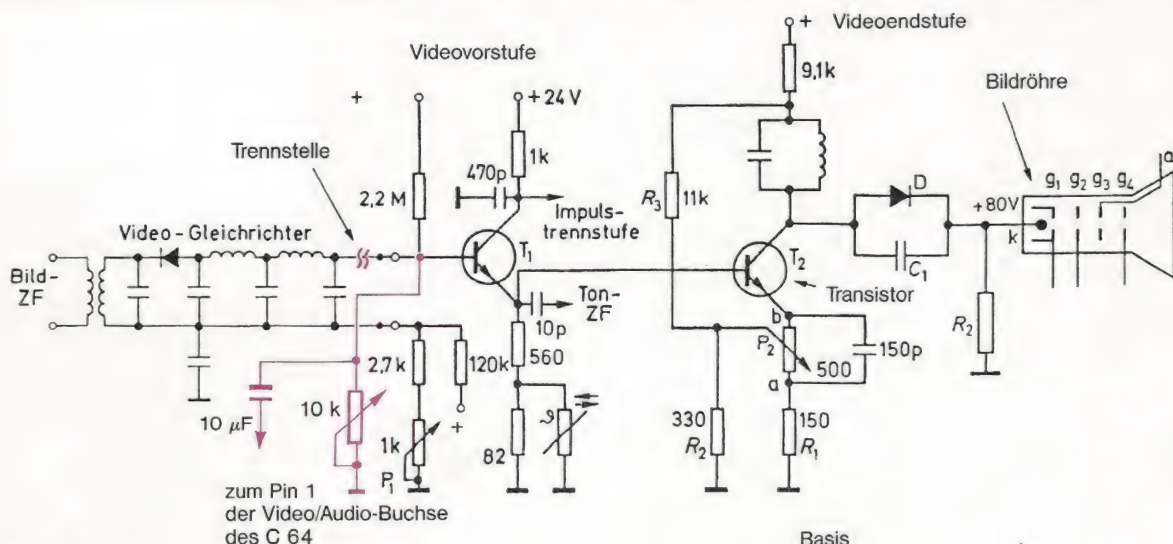 Videovorstufe
Videoendstufe
Bildröhre
Trennstelle
+
+ 24 V
+
9,1k
1k
470p
2,2 M
R3
11k
Impuls-
trennstufe
Video-Gleichrichter
Bild-
ZF
T1
Ton-
ZF
10p
560
T2
Transistor
D
C1
+80V
k
g1
g2
g3
g4
a
R2
b
P2
500
150p
a
10 µF
10 k
2,7k
120k
+
1k
P1
82
ϑ
330
R2
150
R1
zum Pin 1
der Video/Audio-Buchse
des C 64
Basis